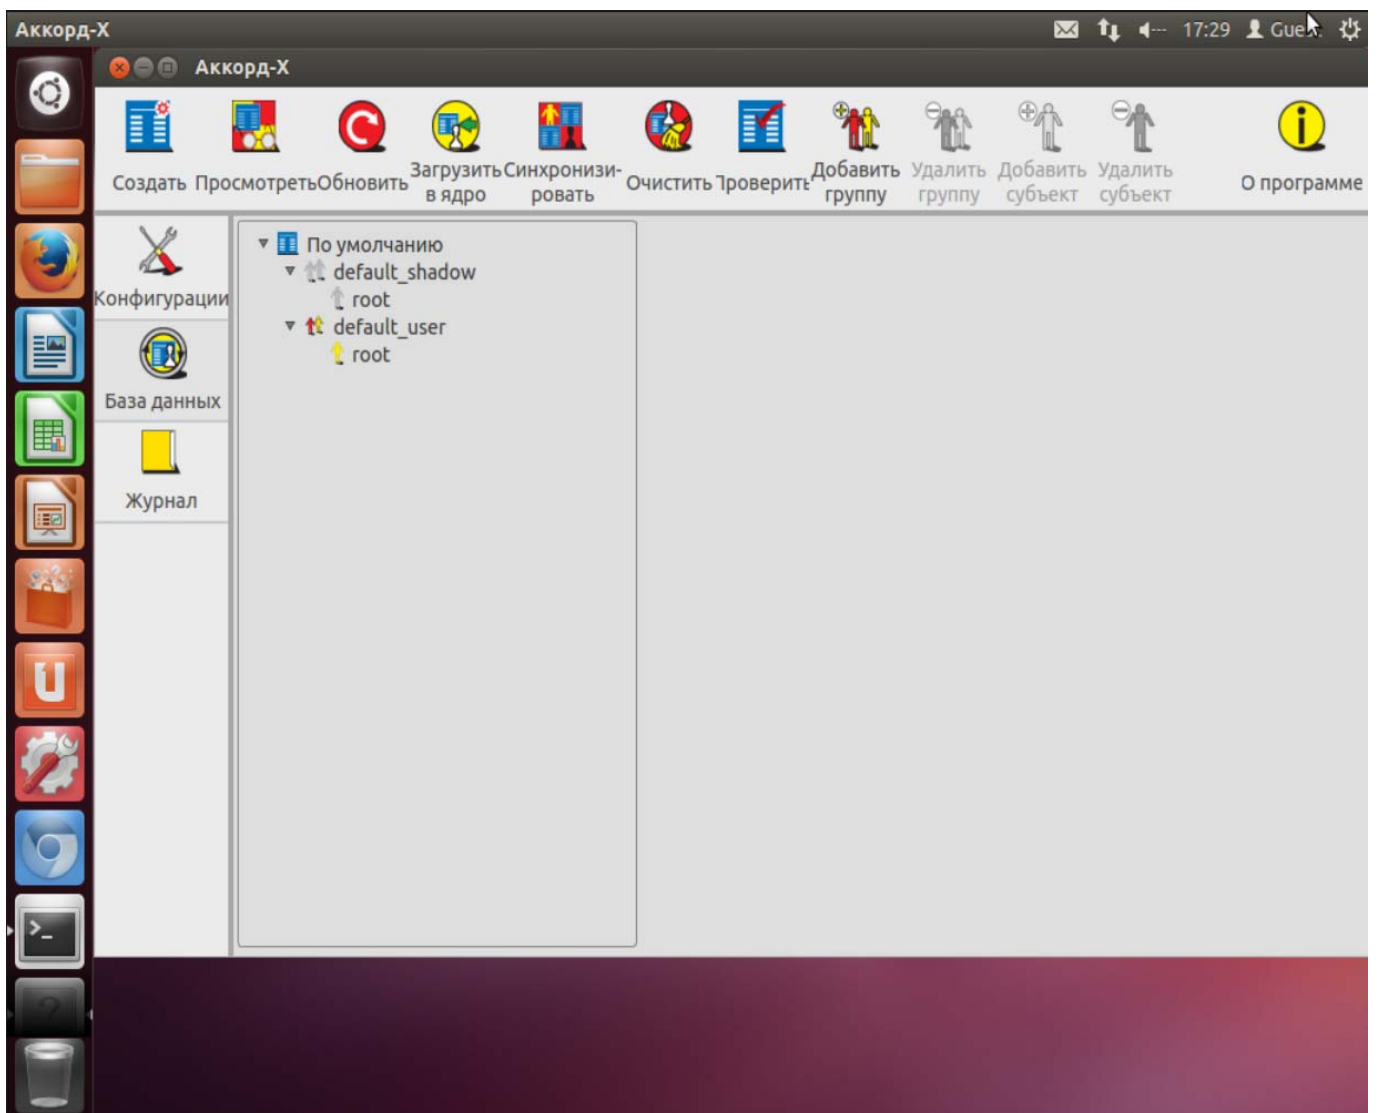 Аккорд-X
17:29
Аккорд-X
Создать
Просмотреть
Обновить
Загрузить
в ядро
Синхронизи-
ровать
Очистить
Добавить
группу
Удалить
группу
Добавить
субъект
Удалить
субъект
О программе
Конфигурации
База данных
Журнал
По умолчанию
default_shadow
root
default_user
root